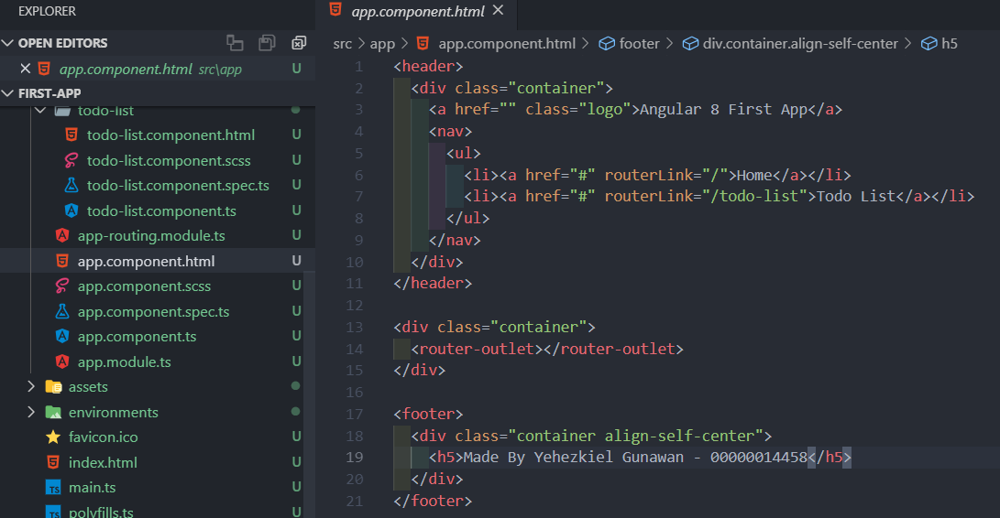 EXPLORER
OPEN EDITORS
app.component.html src\app U
FIRST-APP
todo-list
todo-list.component.html U
todo-list.component.scss U
todo-list.component.spec.ts U
todo-list.component.ts U
app-routing.module.ts U
app.component.html U
app.component.scss U
app.component.spec.ts U
app.component.ts U
app.module.ts U
assets
environments
favicon.ico U
index.html U
TS main.ts U
TS polyfills.ts U
app.component.html
src > app > app.component.html > footer > div.container.align-self-center > h5
1 <header>
2 <div class="container">
3 <a href="" class="logo">Angular 8 First App</a>
4 <nav>
5 <ul>
6 <li><a href="#" routerLink="/">Home</a></li>
7 <li><a href="#" routerLink="/todo-list">Todo List</a></li>
8 </ul>
9 </nav>
10 </div>
11 </header>
12
13 <div class="container">
14 <router-outlet></router-outlet>
15 </div>
16
17 <footer>
18 <div class="container align-self-center">
19 <h5>Made By Yehezkiel Gunawan - 00000014458</h5>
20 </div>
21 </footer>